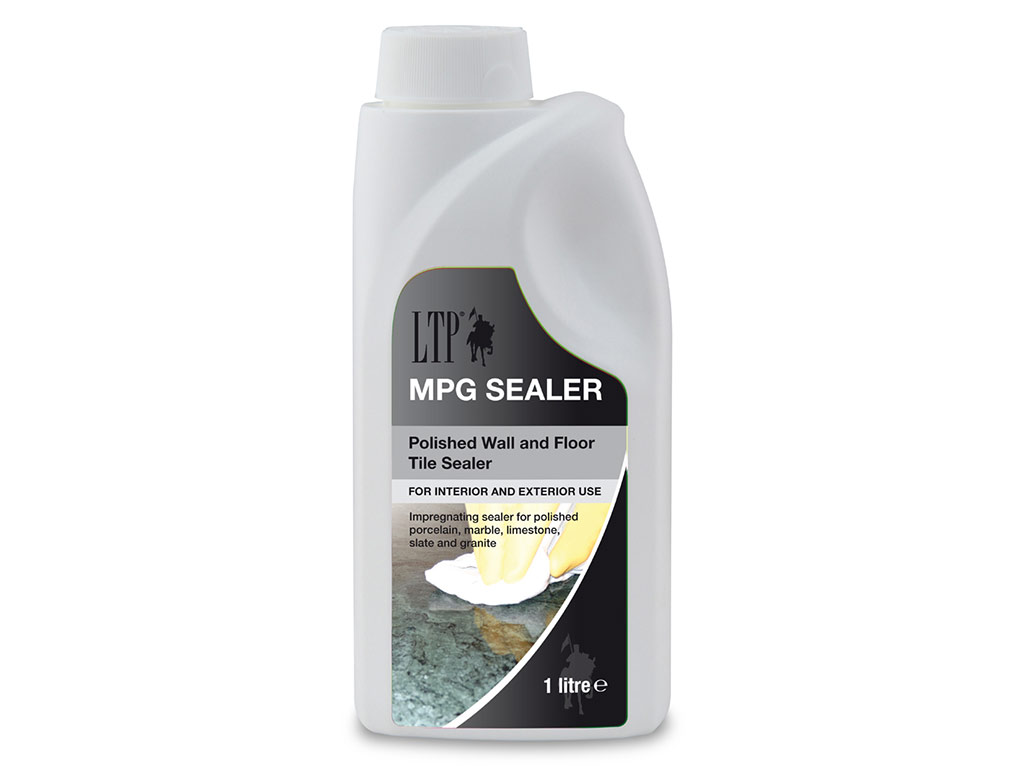 LTP®
MPG SEALER
Polished Wall and Floor
Tile Sealer
FOR INTERIOR AND EXTERIOR USE
Impregnating sealer for polished
porcelain, marble, limestone,
slate and granite
1 litre ℮